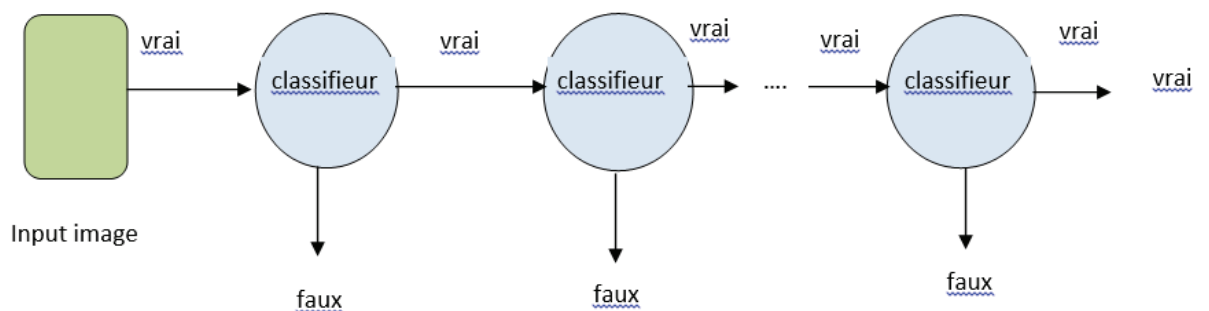 vrai
vrai
vrai
vrai
vrai
classifieur
classifieur
....
classifieur
vrai
Input image
faux
faux
faux